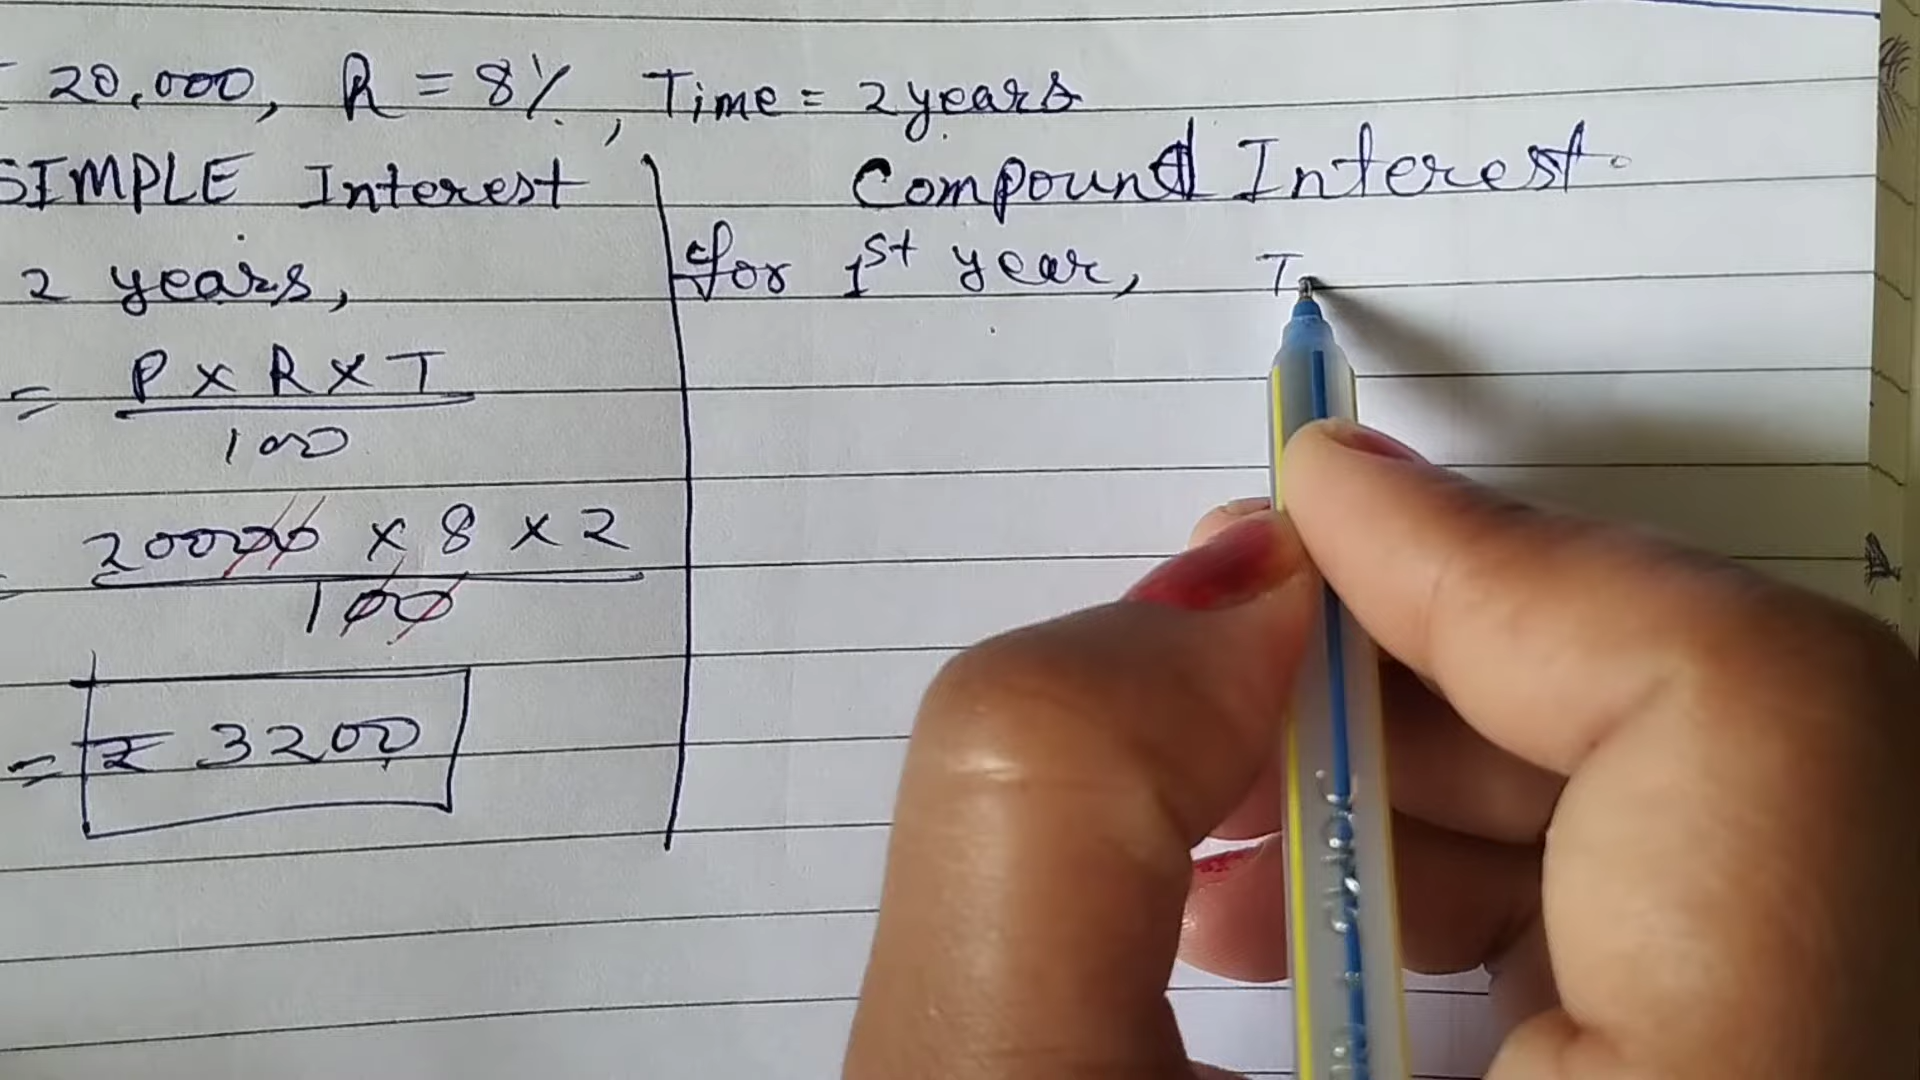 20,000, R = 8%, Time = 2 years
SIMPLE Interest
2 years,
= P × R × T
100
20000 × 8 × 2
100
= ₹ 3200
Compound Interest.
for 1st year, T